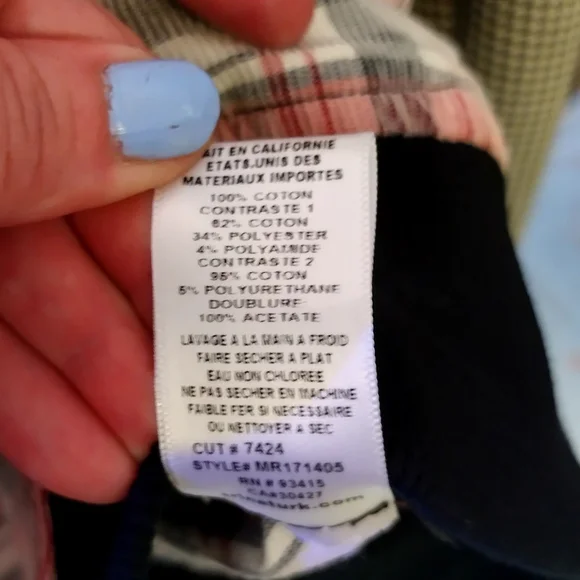 AIT EN CALIFORNIE
ETATS.UNIS DES
MATERIAUX IMPORTES
100% COTON
CONTRASTE 1
62% COTON
34% POLYESTER
4% POLYAMIDE
CONTRASTE 2
95% COTON
5% POLYURETHANE
DOUBLURE
100% ACETATE
LAVAGE A LA MAIN A FROID
FAIRE SECHER A PLAT
EAU NON CHLOREE
NE PAS SECHER EN MACHINE
FAIBLE FER SI NECESSAIRE
OU NETTOYER A SEC
CUT # 7424
STYLE# MR171405
RN # 93415
CA#30427